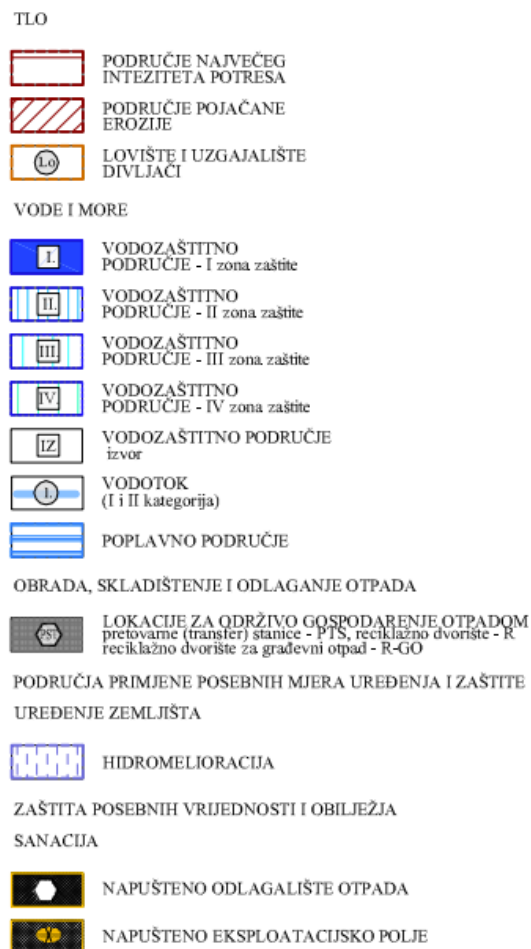 TLO
PODRUČJE NAJVEĆEG
INTEZITETA POTRESA
PODRUČJE POJAČANE
EROZIJE
Lo
LOVIŠTE I UZGAJALIŠTE
DIVLJAČI
VODE I MORE
I.
VODOZAŠTITNO
PODRUČJE - I zona zaštite
II.
VODOZAŠTITNO
PODRUČJE - II zona zaštite
III.
VODOZAŠTITNO
PODRUČJE - III zona zaštite
IV.
VODOZAŠTITNO
PODRUČJE - IV zona zaštite
IZ
VODOZAŠTITNO PODRUČJE
izvor
I.
VODOTOK
(I i II kategorija)
POPLAVNO PODRUČJE
OBRADA, SKLADIŠTENJE I ODLAGANJE OTPADA
PST
LOKACIJE ZA ODRŽIVO GOSPODARENJE OTPADOM
pretovarne (transfer) stanice - PTS, reciklažno dvorište - R
reciklažno dvorište za građevni otpad - R-GO
PODRUČJA PRIMJENE POSEBNIH MJERA UREĐENJA I ZAŠTITE
UREĐENJE ZEMLJIŠTA
HIDROMELIORACIJA
ZAŠTITA POSEBNIH VRIJEDNOSTI I OBILJEŽJA
SANACIJA
NAPUŠTENO ODLAGALIŠTE OTPADA
NAPUŠTENO EKSPLOATACIJSKO POLJE